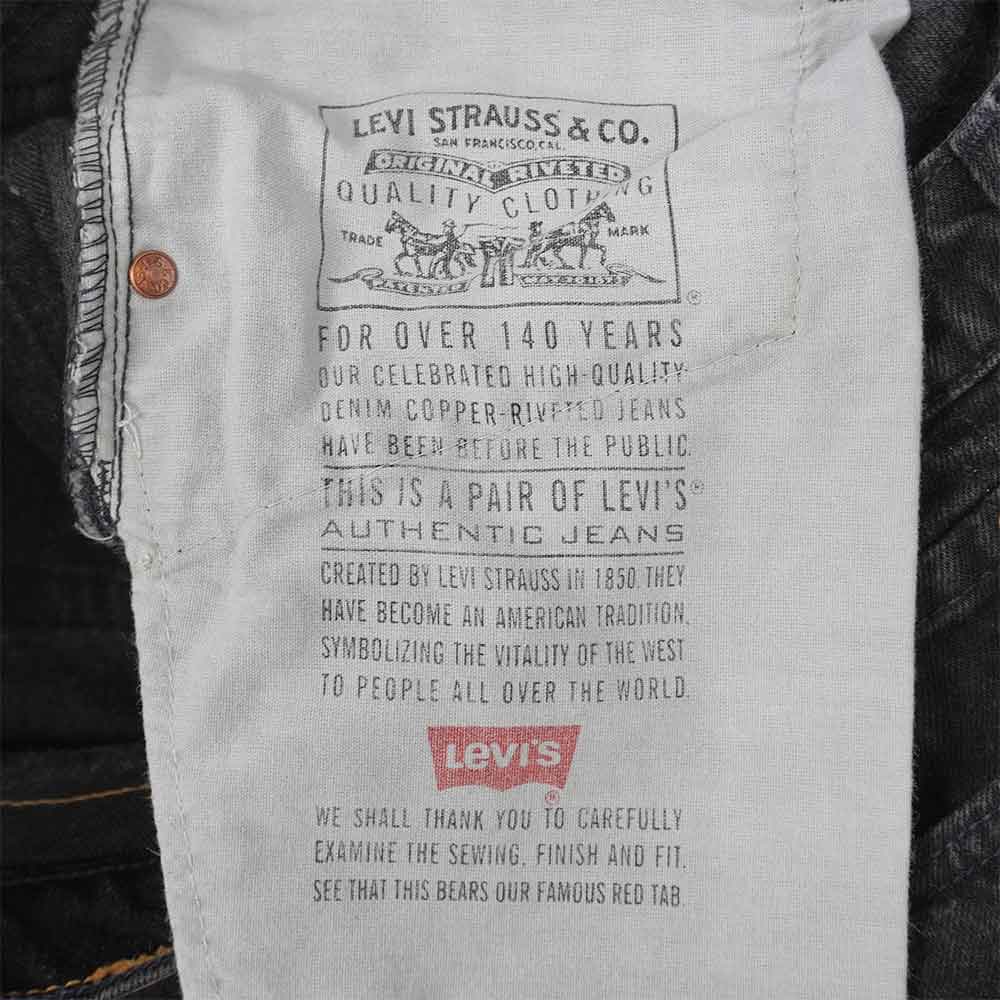 LEVI STRAUSS & CO.
SAN FRANCISCO, CAL.
ORIGINAL RIVETED
QUALITY CLOTHING
TRADE MARK
PATENTED
®
FOR OVER 140 YEARS
OUR CELEBRATED HIGH-QUALITY
DENIM COPPER-RIVETED JEANS
HAVE BEEN BEFORE THE PUBLIC.
THIS IS A PAIR OF LEVI'S®
AUTHENTIC JEANS
CREATED BY LEVI STRAUSS IN 1850. THEY
HAVE BECOME AN AMERICAN TRADITION,
SYMBOLIZING THE VITALITY OF THE WEST
TO PEOPLE ALL OVER THE WORLD.
Levi's
®
WE SHALL THANK YOU TO CAREFULLY
EXAMINE THE SEWING, FINISH AND FIT.
SEE THAT THIS BEARS OUR FAMOUS RED TAB.